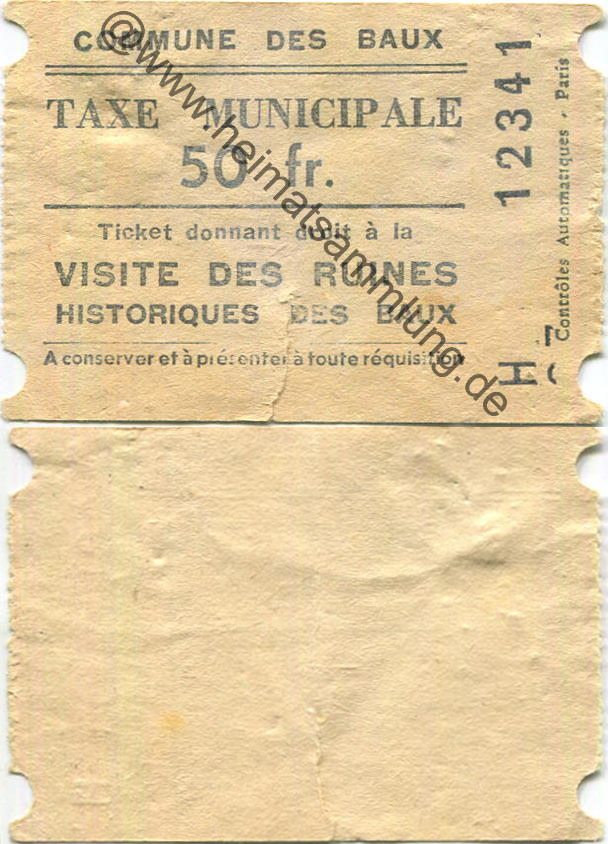 COMMUNE DES BAUX
TAXE MUNICIPALE
50 fr.
Ticket donnant droit à la
VISITE DES RUINES
HISTORIQUES DES BAUX
A conserver et à présenter à toute réquisition
12341
H
Contrôles Automatiques - Paris
©www.heimatsammlung.de